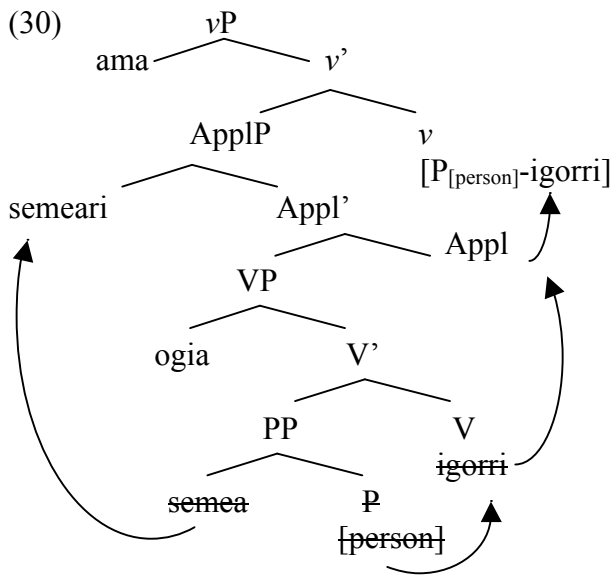 (30)
vP
ama v’
ApplP v
[P[person]-igorri]
semeari Appl’
VP Appl
ogia V’
PP V
igorri
semea P
[person]